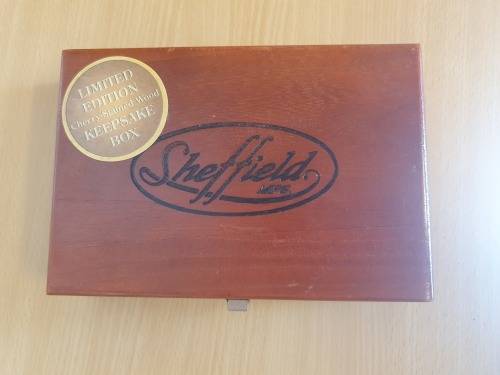 LIMITED
EDITION
Cherry-Stained Wood
KEEPSAKE
BOX
Sheffield